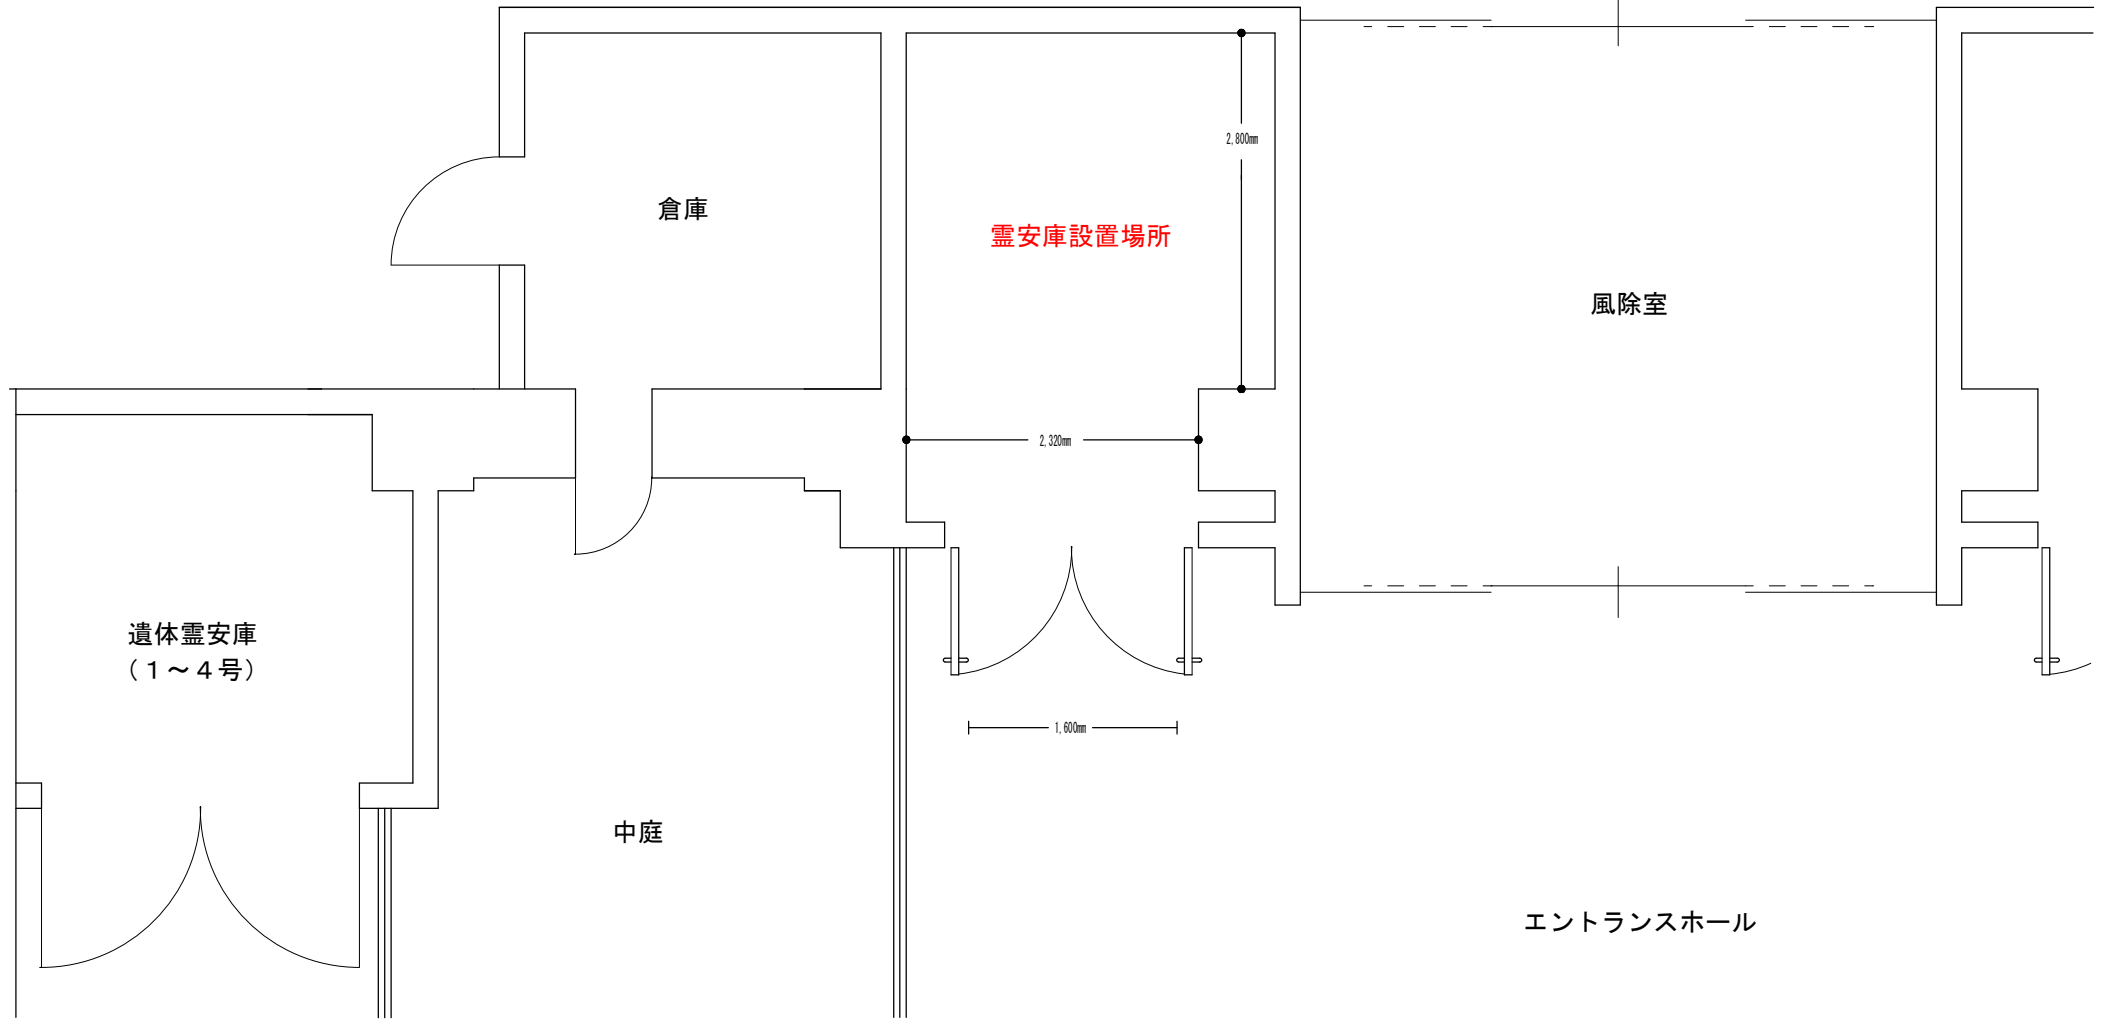 2,800mm
倉庫
霊安庫設置場所
風除室
2,320mm
遺体霊安庫
（１～４号）
1,600mm
中庭
エントランスホール